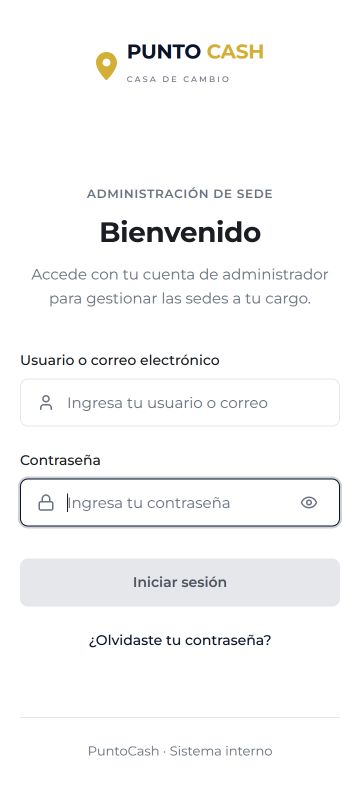 PUNTO CASH
CASA DE CAMBIO
ADMINISTRACIÓN DE SEDE
Bienvenido
Accede con tu cuenta de administrador
para gestionar las sedes a tu cargo.
Usuario o correo electrónico
Ingresa tu usuario o correo
Contraseña
Ingresa tu contraseña
Iniciar sesión
¿Olvidaste tu contraseña?
PuntoCash · Sistema interno